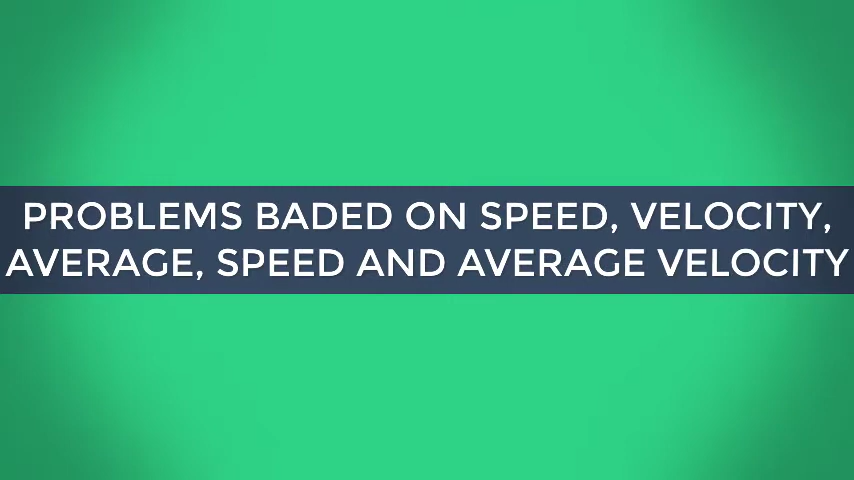 PROBLEMS BADED ON SPEED, VELOCITY,
AVERAGE, SPEED AND AVERAGE VELOCITY